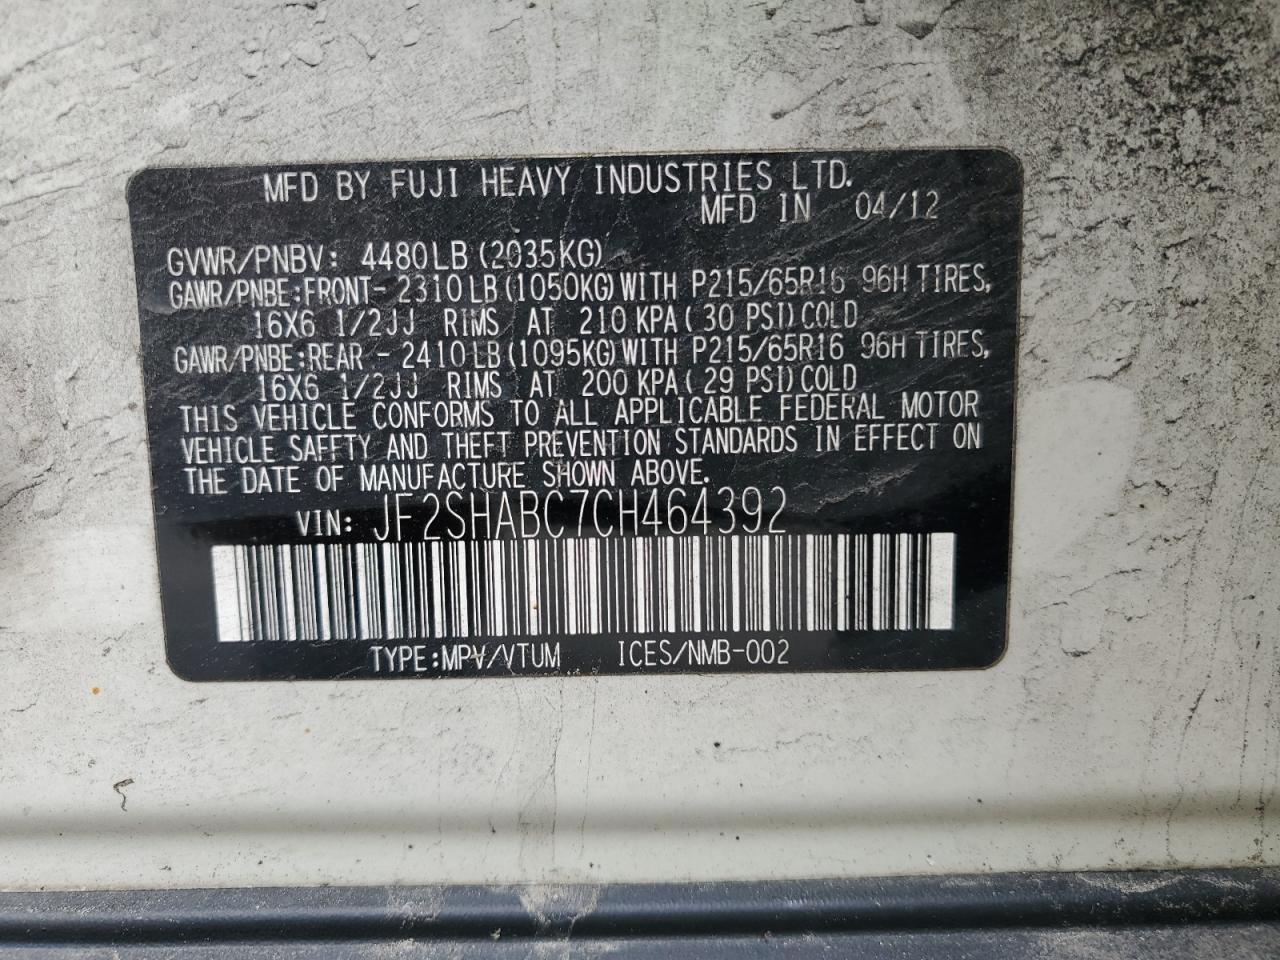 MFD BY FUJI HEAVY INDUSTRIES LTD.
MFD IN 04/12
GVWR/PNBV: 4480LB(2035KG)
GAWR/PNBE:FRONT- 2310LB(1050KG)WITH P215/65R16 96H TIRES,
16X6 1/2JJ RIMS AT 210 KPA( 30 PSI)COLD
GAWR/PNBE:REAR - 2410LB(1095KG)WITH P215/65R16 96H TIRES,
16X6 1/2JJ RIMS AT 200 KPA( 29 PSI)COLD
THIS VEHICLE CONFORMS TO ALL APPLICABLE FEDERAL MOTOR
VEHICLE SAFETY AND THEFT PREVENTION STANDARDS IN EFFECT ON
THE DATE OF MANUFACTURE SHOWN ABOVE.
VIN: JF2SHABC7CH464392
TYPE:MPV/VTUM ICES/NMB-002